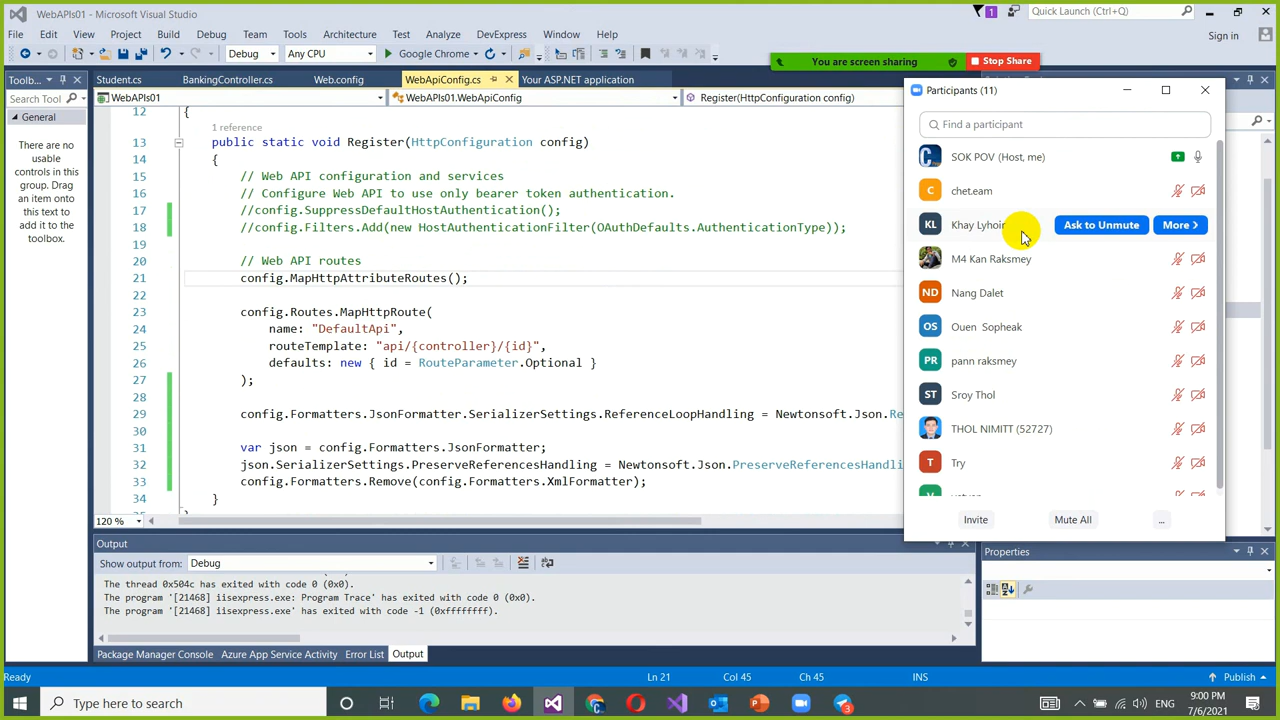 WebAPIs01 - Microsoft Visual Studio
1
Quick Launch (Ctrl+Q)
File Edit View Project Build Debug Team Tools Architecture Test Analyze DevExpress Window Help
Sign in
Debug Any CPU Google Chrome
You are screen sharing Stop Share
Toolb...
Student.cs BankingController.cs Web.config WebApiConfig.cs Your ASP.NET application
Search Tool
WebAPIs01 WebAPIs01.WebApiConfig Register(HttpConfiguration config)
General
There are no usable controls in this group. Drag an item onto this text to add it to the toolbox.
12 {
1 reference
13 public static void Register(HttpConfiguration config)
14 {
15 // Web API configuration and services
16 // Configure Web API to use only bearer token authentication.
17 //config.SuppressDefaultHostAuthentication();
18 //config.Filters.Add(new HostAuthenticationFilter(OAuthDefaults.AuthenticationType));
19
20 // Web API routes
21 config.MapHttpAttributeRoutes();
22
23 config.Routes.MapHttpRoute(
24 name: "DefaultApi",
25 routeTemplate: "api/{controller}/{id}",
26 defaults: new { id = RouteParameter.Optional }
27 );
28
29 config.Formatters.JsonFormatter.SerializerSettings.ReferenceLoopHandling = Newtonsoft.Json.Re
30
31 var json = config.Formatters.JsonFormatter;
32 json.SerializerSettings.PreserveReferencesHandling = Newtonsoft.Json.PreserveReferencesHandli
33 config.Formatters.Remove(config.Formatters.XmlFormatter);
34 }
120 %
Participants (11)
Find a participant
SOK POV (Host, me)
C chet.eam
KL Khay Lyhoir Ask to Unmute More
M4 Kan Raksmey
ND Nang Dalet
OS Ouen Sopheak
PR pann raksmey
ST Sroy Thol
THOL NIMITT (52727)
T Try
Invite Mute All ...
Output
Show output from: Debug
The thread 0x504c has exited with code 0 (0x0).
The program '[21468] iisexpress.exe: Program Trace' has exited with code 0 (0x0).
The program '[21468] iisexpress.exe' has exited with code -1 (0xffffffff).
Package Manager Console Azure App Service Activity Error List Output
Properties
Ready Ln 21 Col 45 Ch 45 INS Publish
Type here to search
ENG
9:00 PM
7/6/2021